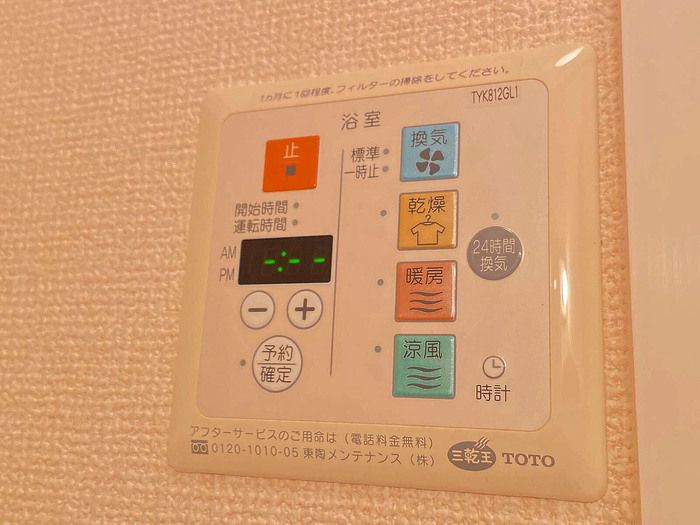 1ヵ月に1回程度、フィルターの掃除をしてください。
TYK812GL1
浴室
止
換気
標準
一時止
開始時間
運転時間
乾燥
AM
PM
-:--
24時間
換気
暖房
予約
確定
涼風
時計
アフターサービスのご用命は(電話料金無料)
0120-1010-05 東陶メンテナンス(株)
三乾王 TOTO